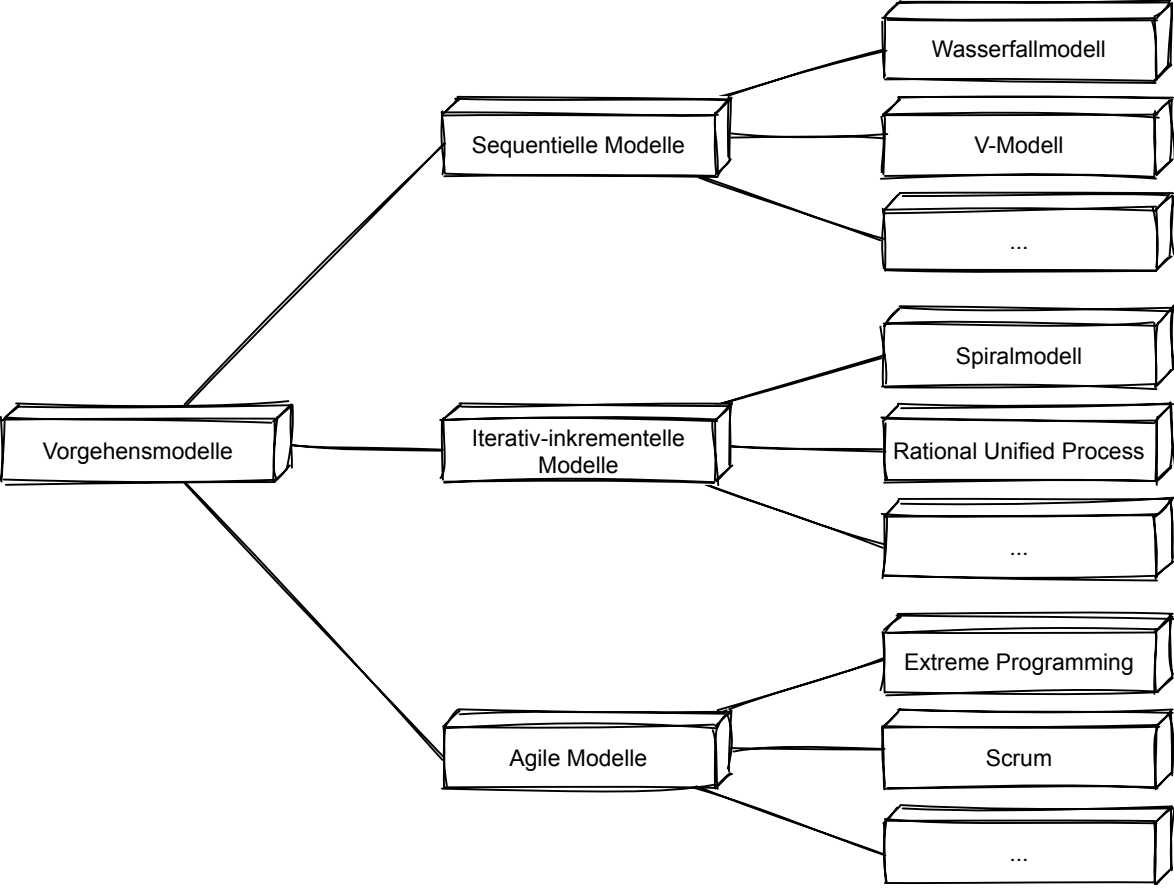 Vorgehensmodelle
Sequentielle Modelle
Wasserfallmodell
V-Modell
...
Iterativ-inkrementelle
Modelle
Spiralmodell
Rational Unified Process
...
Agile Modelle
Extreme Programming
Scrum
...